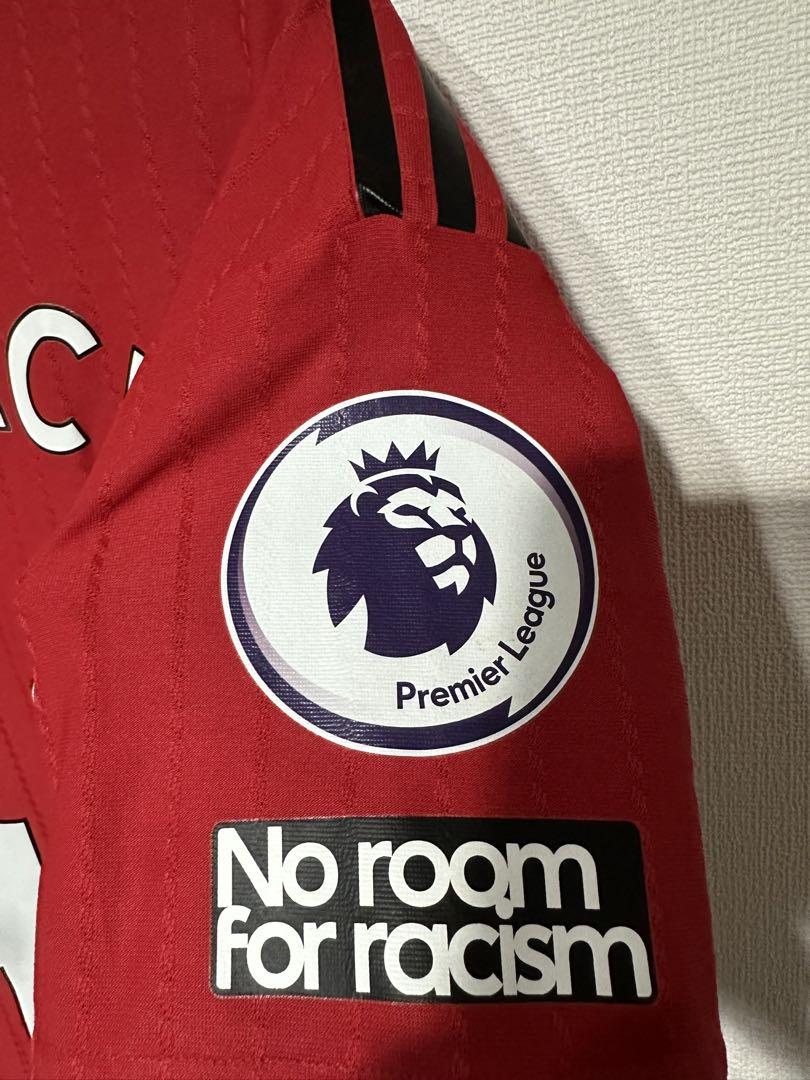 C
Premier League
No room
for racism